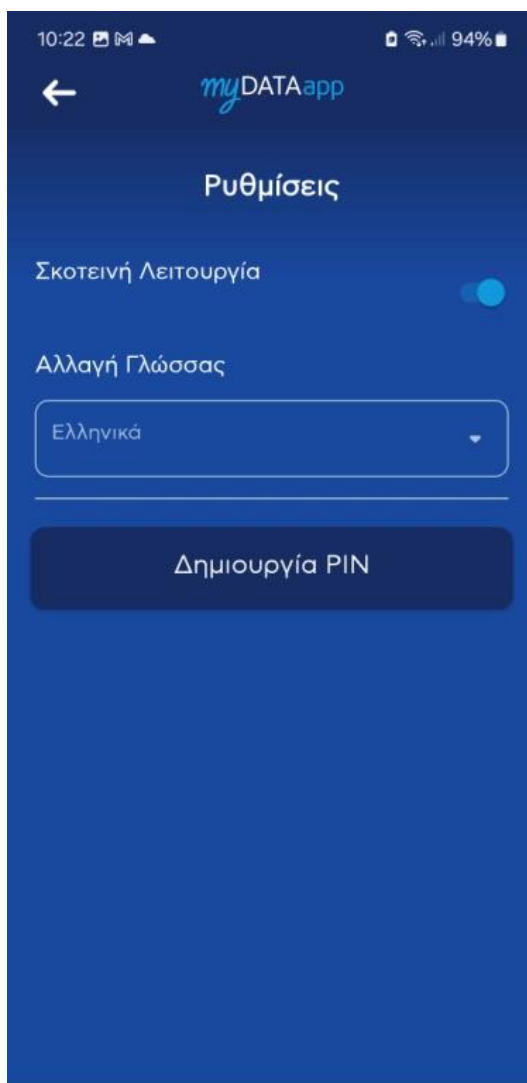 10:22 94%
myDATAapp
Ρυθμίσεις
Σκοτεινή Λειτουργία
Αλλαγή Γλώσσας
Ελληνικά
Δημιουργία PIN